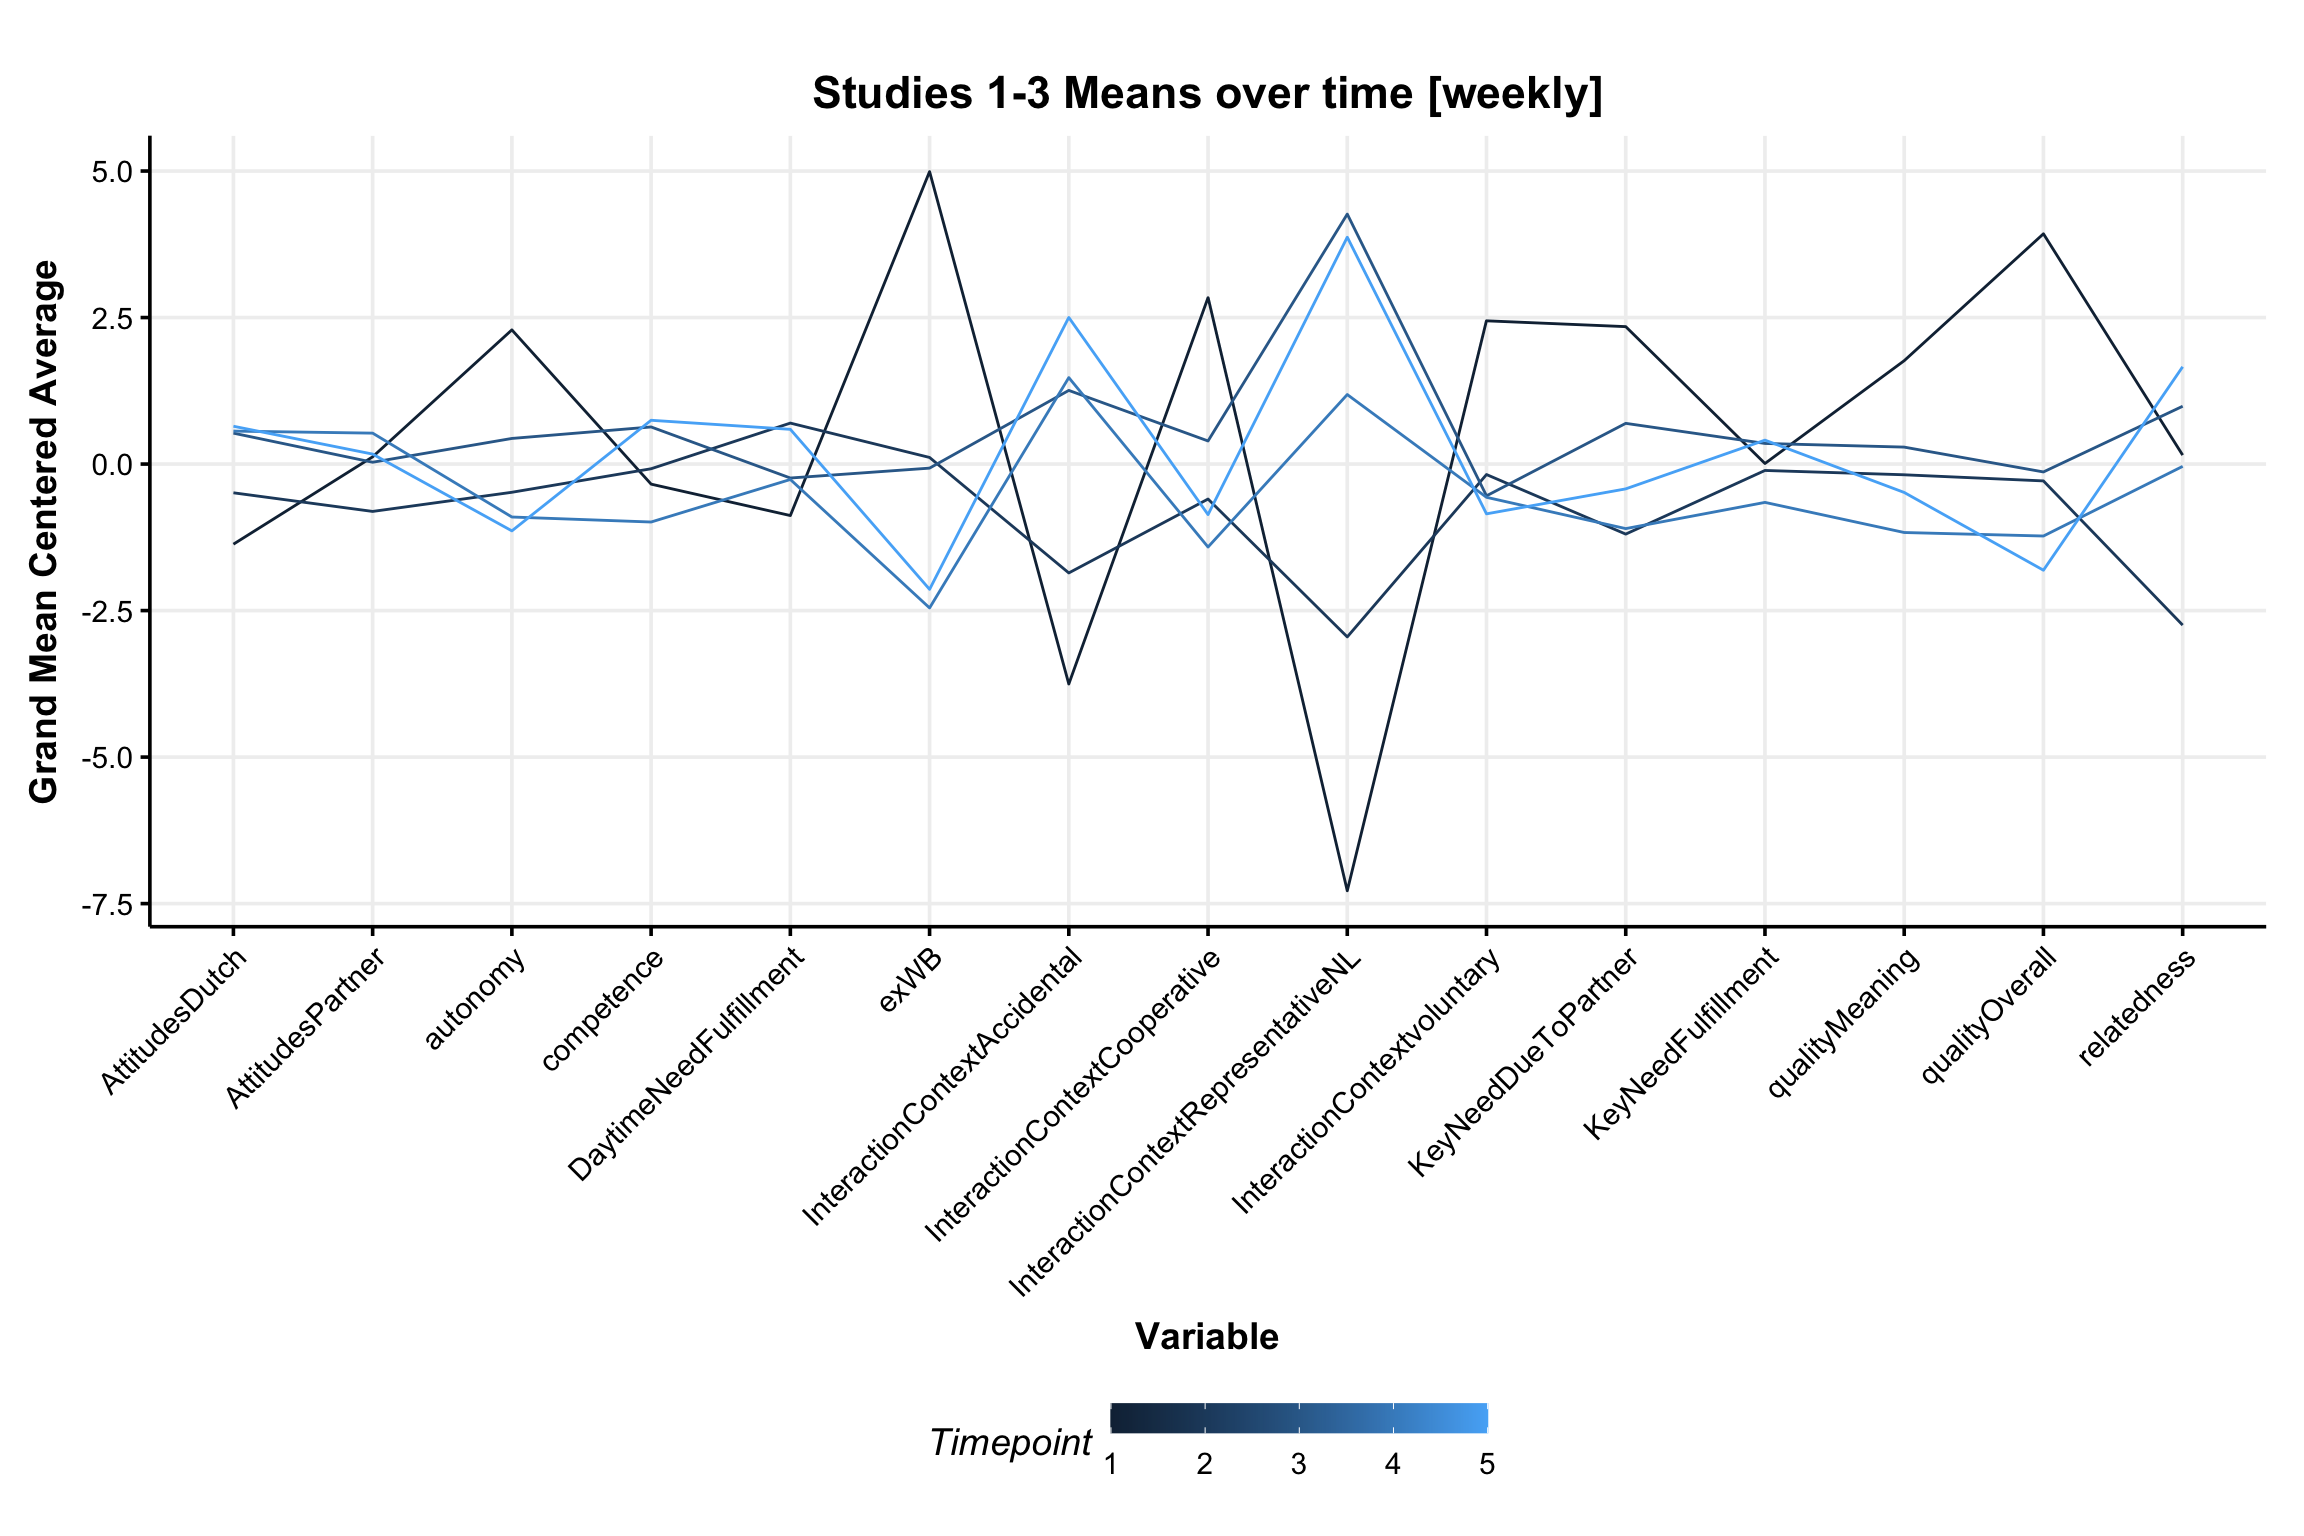 Studies 1-3 Means over time [weekly]
Grand Mean Centered Average
5.0
2.5
0.0
-2.5
-5.0
-7.5
AttitudesDutch
AttitudesPartner
autonomy
competence
DaytimeNeedFulfillment
exWB
InteractionContextAccidental
InteractionContextCooperative
InteractionContextRepresentativeNL
InteractionContextvoluntary
KeyNeedDueToPartner
KeyNeedFulfillment
qualityMeaning
qualityOverall
relatedness
Variable
Timepoint
1 2 3 4 5